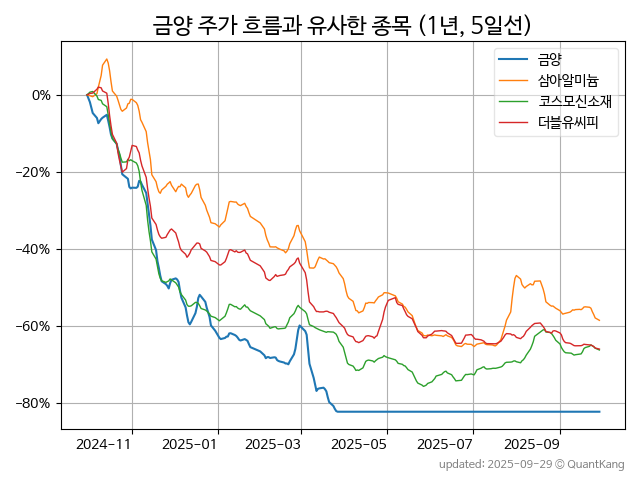 금양 주가 흐름과 유사한 종목 (1년, 5일선)
금양
삼아알미늄
코스모신소재
더블유씨피
0%
−20%
−40%
−60%
−80%
2024−11
2025−01
2025−03
2025−05
2025−07
2025−09
updated: 2025-09-29 © QuantKang